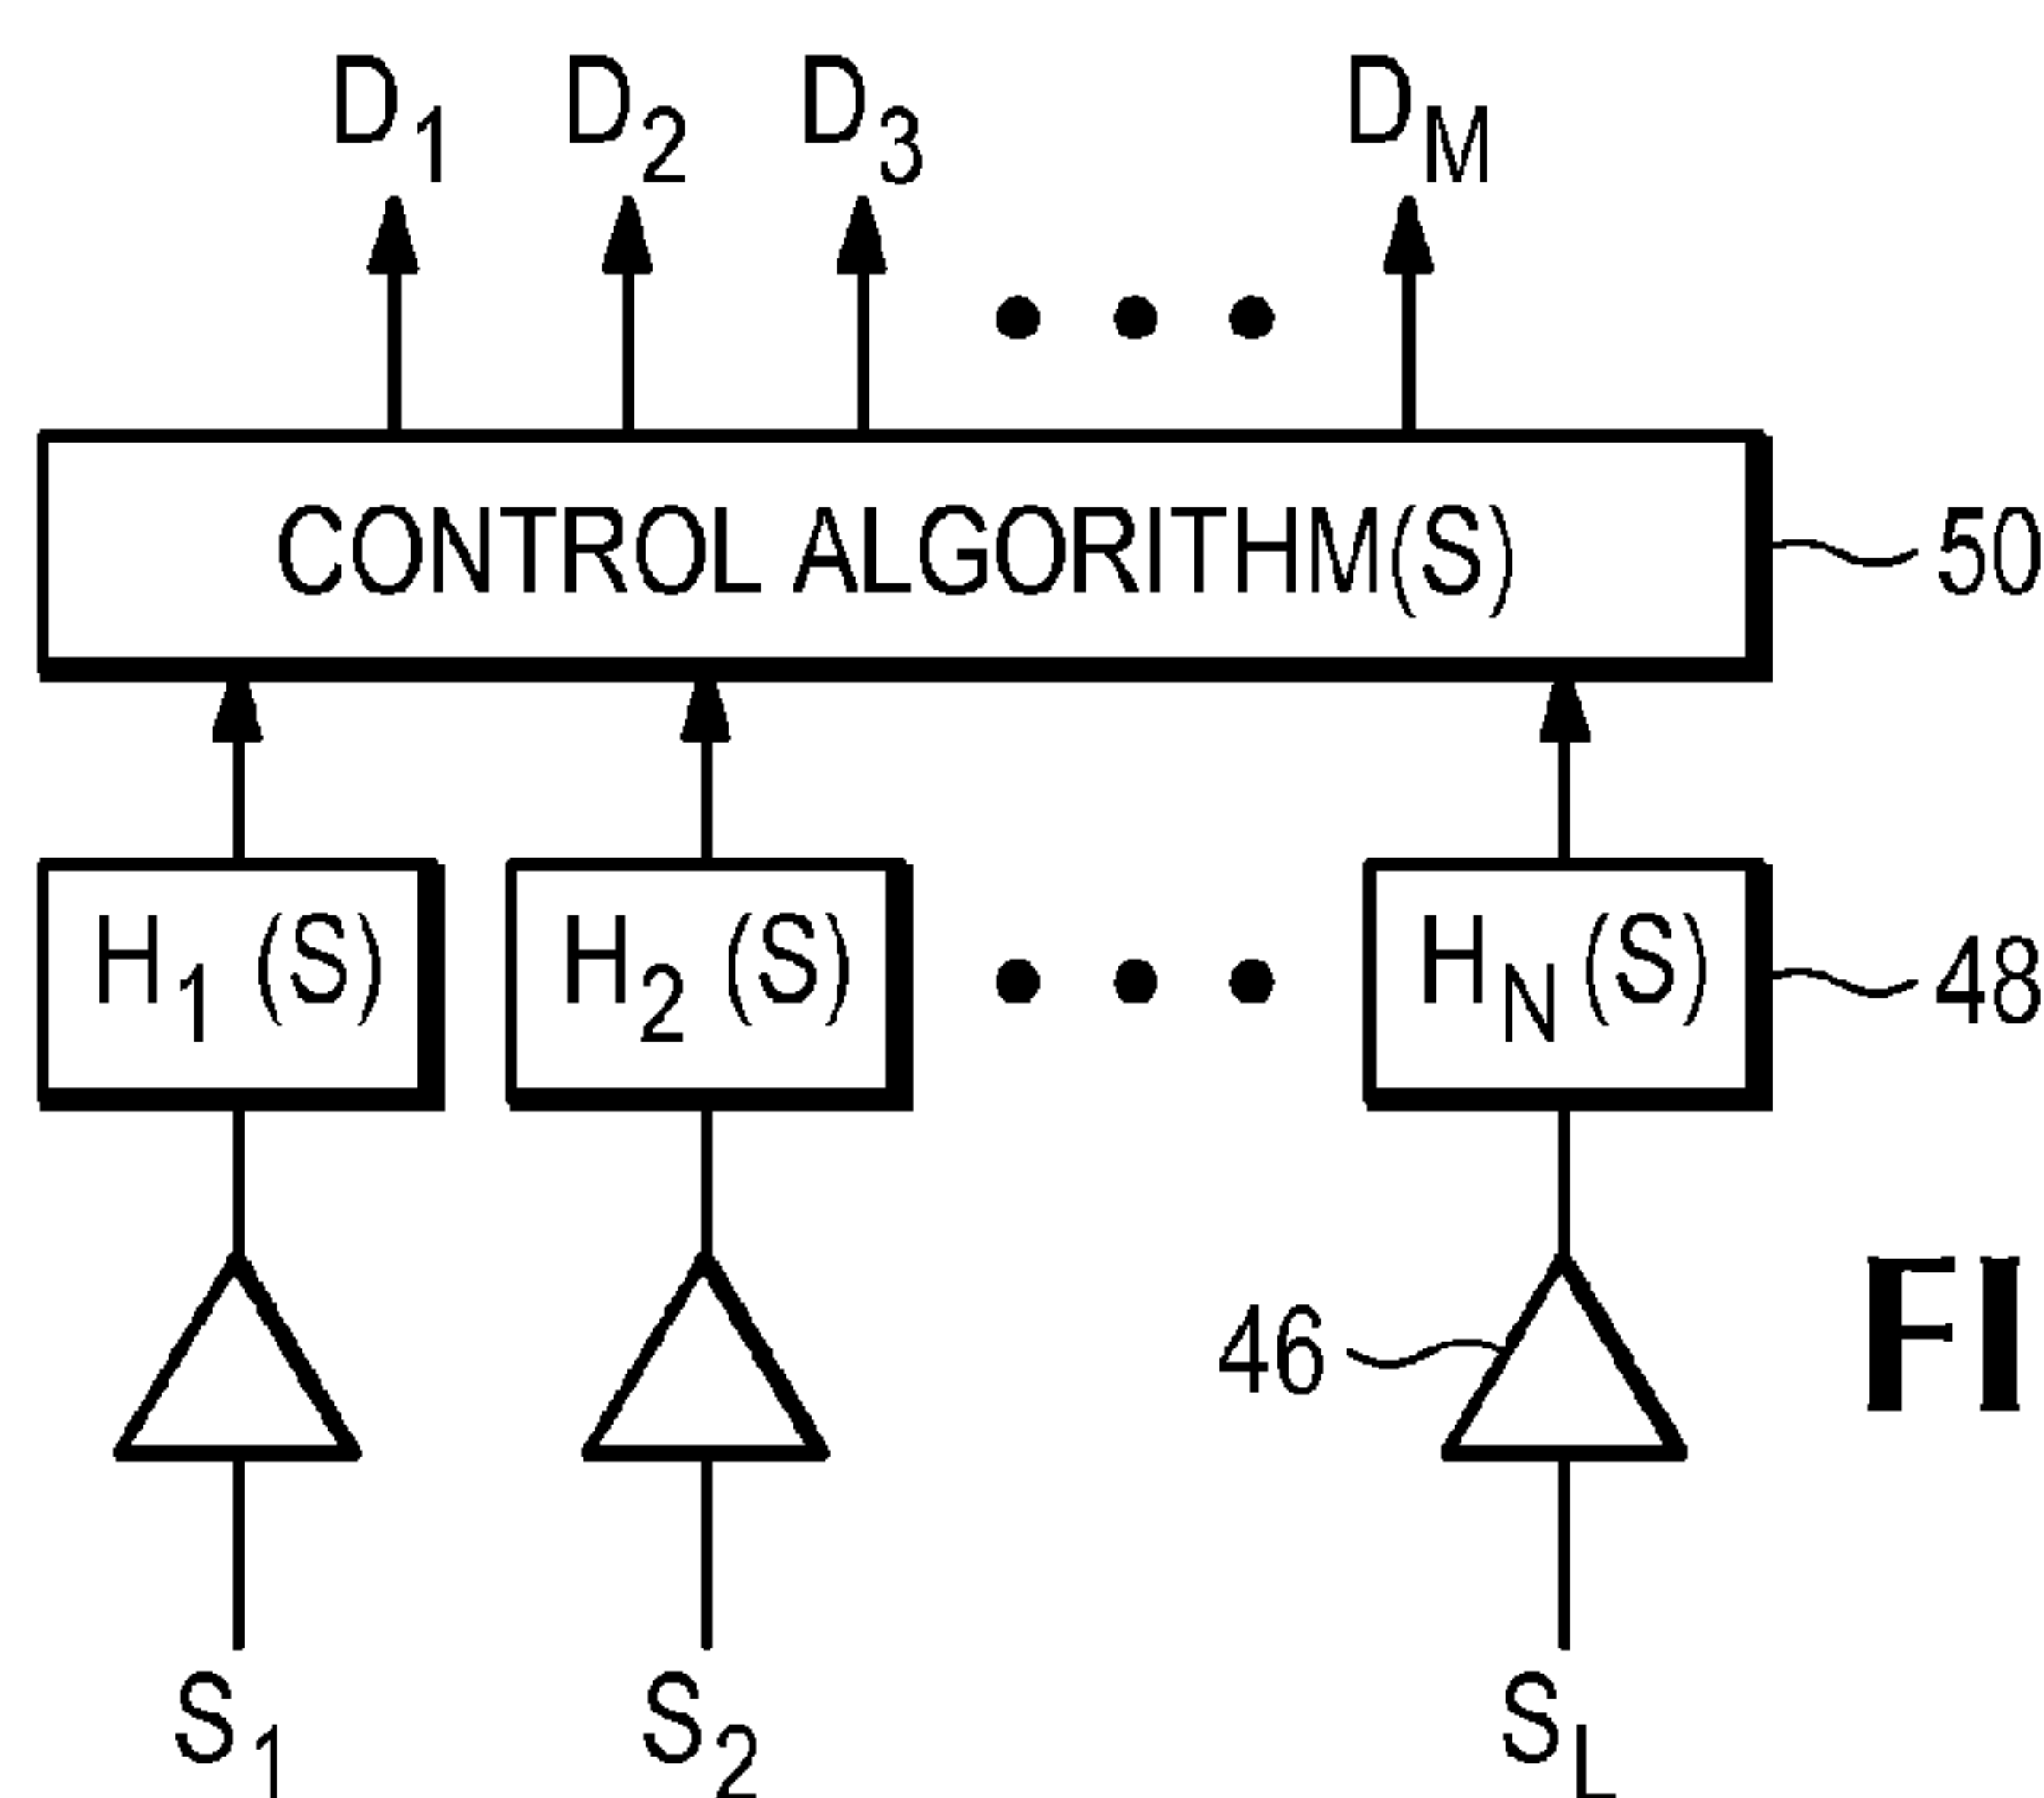 D1 D2 D3 DM
CONTROL ALGORITHM(S) 50
H1 (S) H2 (S) HN (S) 48
46
FI
S1 S2 SL